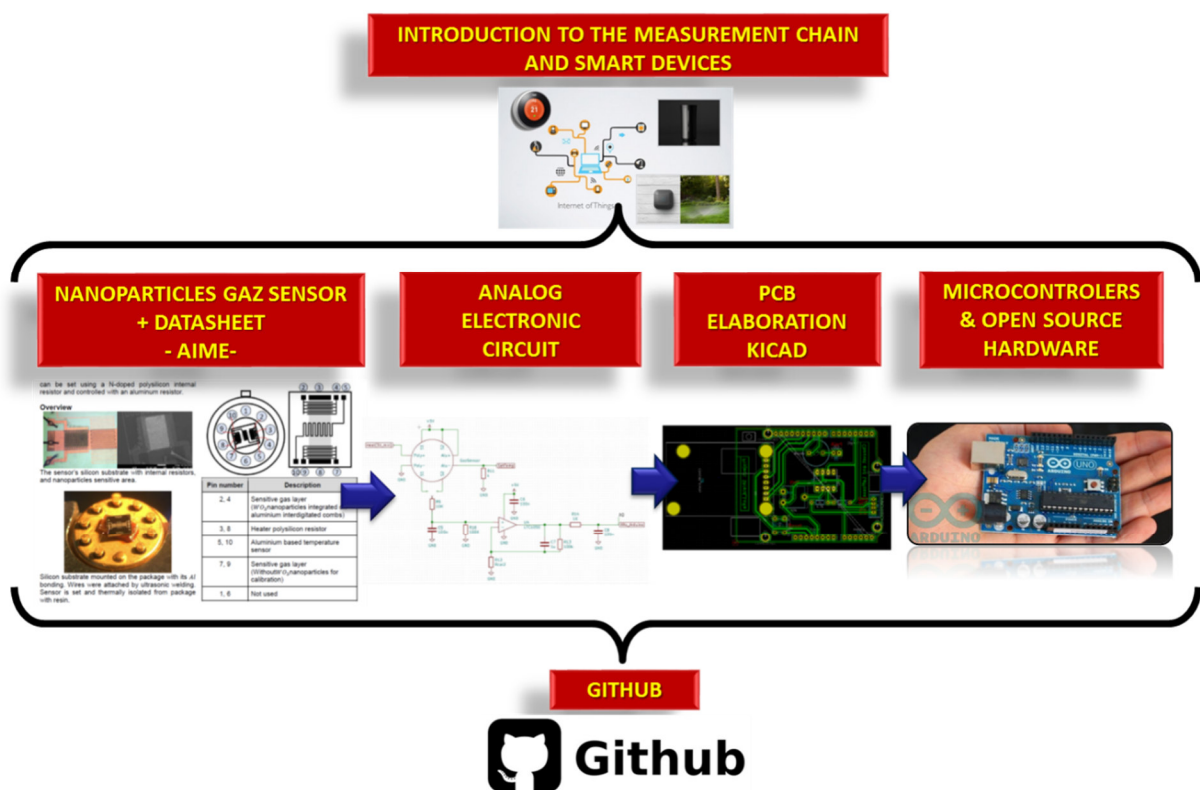 INTRODUCTION TO THE MEASUREMENT CHAIN
AND SMART DEVICES
Internet of Things
NANOPARTICLES GAZ SENSOR
+ DATASHEET
- AIME-
ANALOG
ELECTRONIC
CIRCUIT
PCB
ELABORATION
KICAD
MICROCONTROLERS
& OPEN SOURCE
HARDWARE
can be set using a N-doped polysilicon internal
resistor and controlled with an aluminum resistor.
Overview
The sensor's silicon substrate with internal resistors,
and nanoparticles sensitive area.
Silicon substrate mounted on the package with its Al
bonding. Wires were attached by ultrasonic welding.
Sensor is set and thermally isolated from package
with resin.
Pin number Description
2, 4 Sensitive gas layer
(WO3 nanoparticles integrated
aluminium interdigitated combs)
3, 8 Heater polysilicon resistor
5, 10 Aluminium based temperature
sensor
7, 9 Sensitive gas layer
(Without WO3 nanoparticles for
calibration)
1, 6 Not used
ARDUINO
UNO
ARDUINO
GITHUB
Github